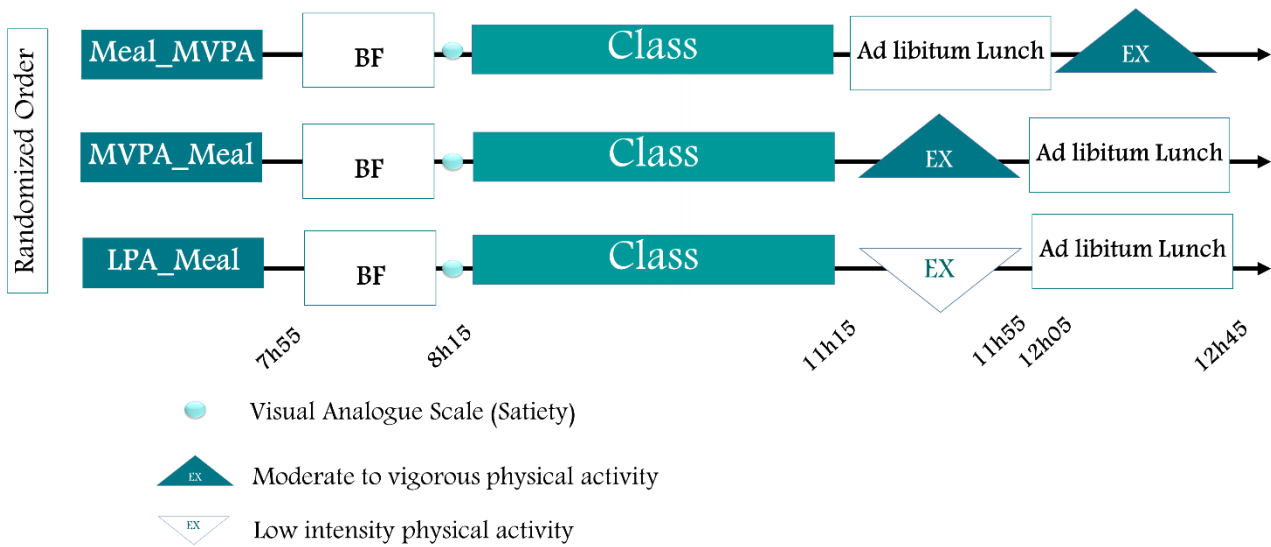 Randomized Order
Meal_MVPA
BF
Class
Ad libitum Lunch
EX
MVPA_Meal
BF
Class
EX
Ad libitum Lunch
LPA_Meal
BF
Class
EX
Ad libitum Lunch
7h55
8h15
11h15
11h55
12h05
12h45
Visual Analogue Scale (Satiety)
EX
Moderate to vigorous physical activity
EX
Low intensity physical activity